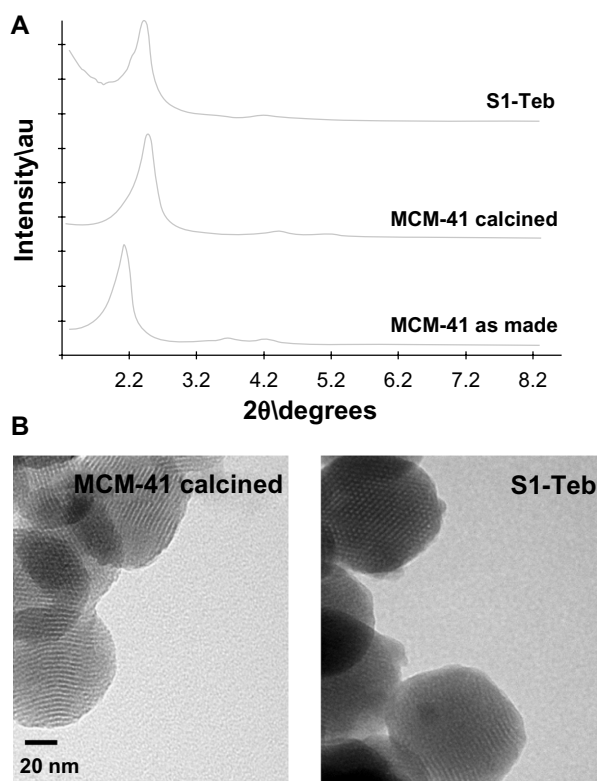 A
Intensity\au
S1-Teb
MCM-41 calcined
MCM-41 as made
2.2 3.2 4.2 5.2 6.2 7.2 8.2
2θ\degrees
B
MCM-41 calcined
S1-Teb
20 nm